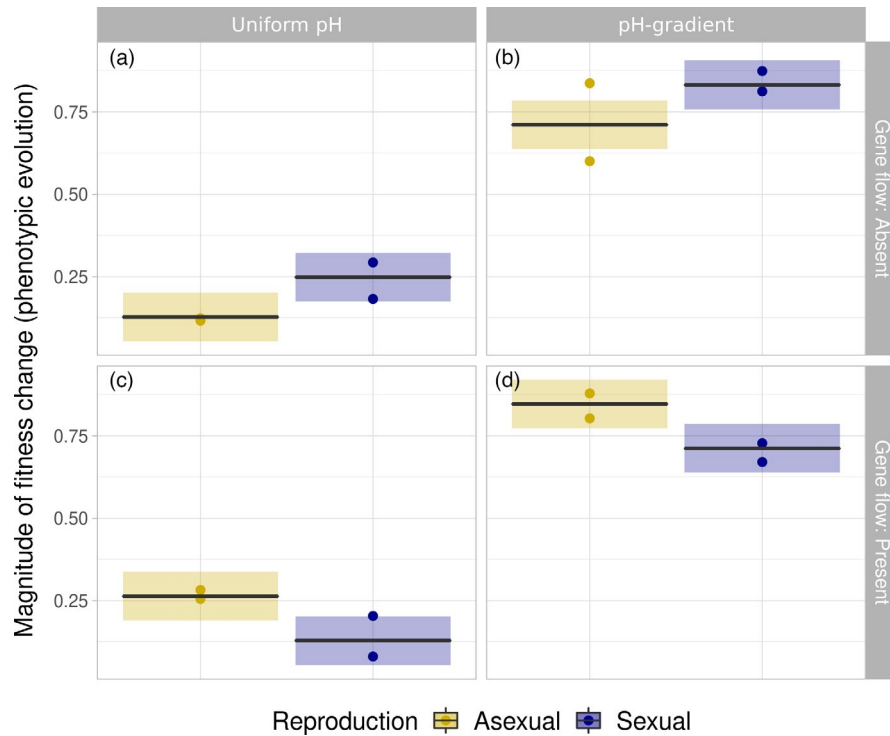 Uniform pH
pH-gradient
Magnitude of fitness change (phenotypic evolution)
(a)
(b)
0.75
0.50
0.25
Gene flow: Absent
(c)
(d)
0.75
0.50
0.25
Gene flow: Present
Reproduction Asexual Sexual